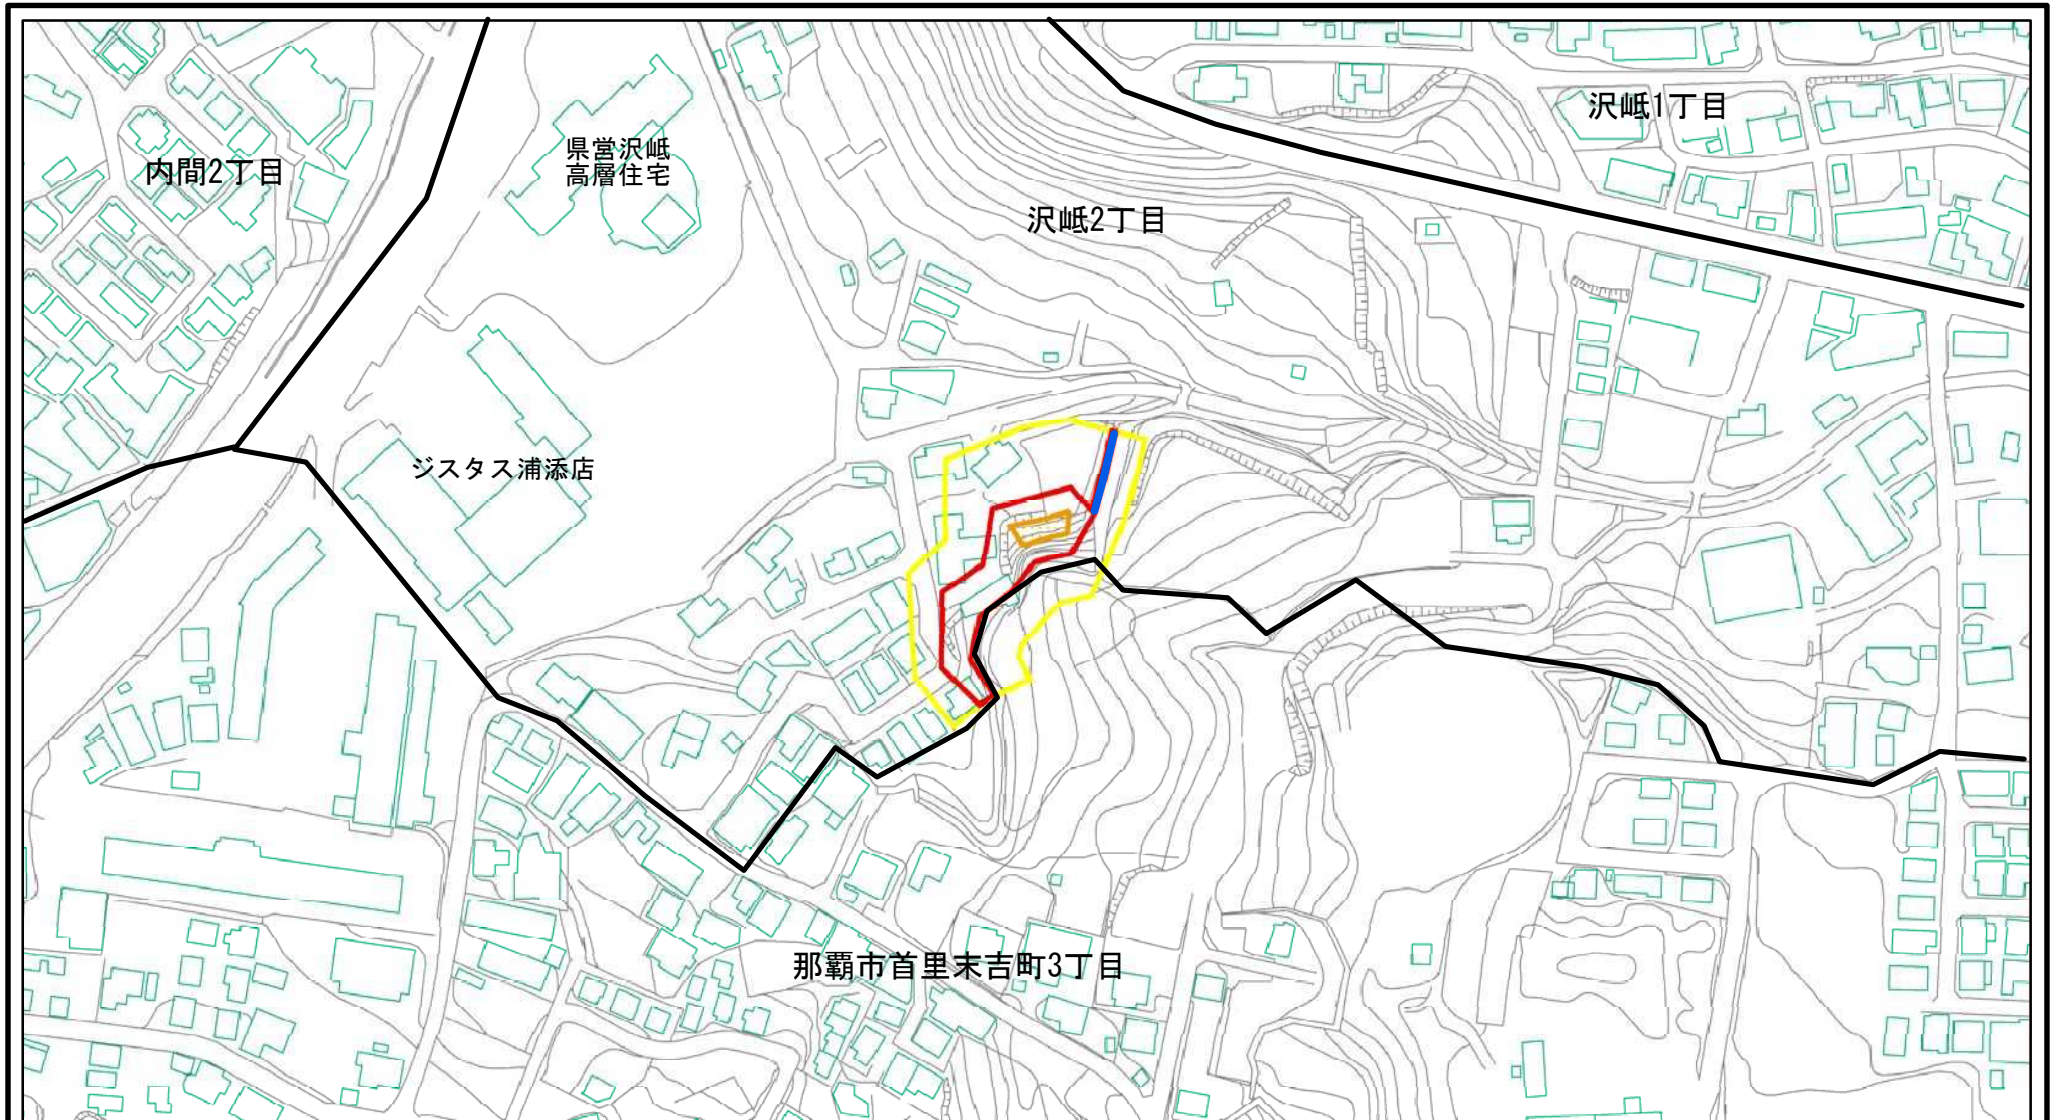 沢岻1丁目
県営沢岻
高層住宅
内間2丁目
沢岻2丁目
ジスタス浦添店
那覇市首里末吉町3丁目